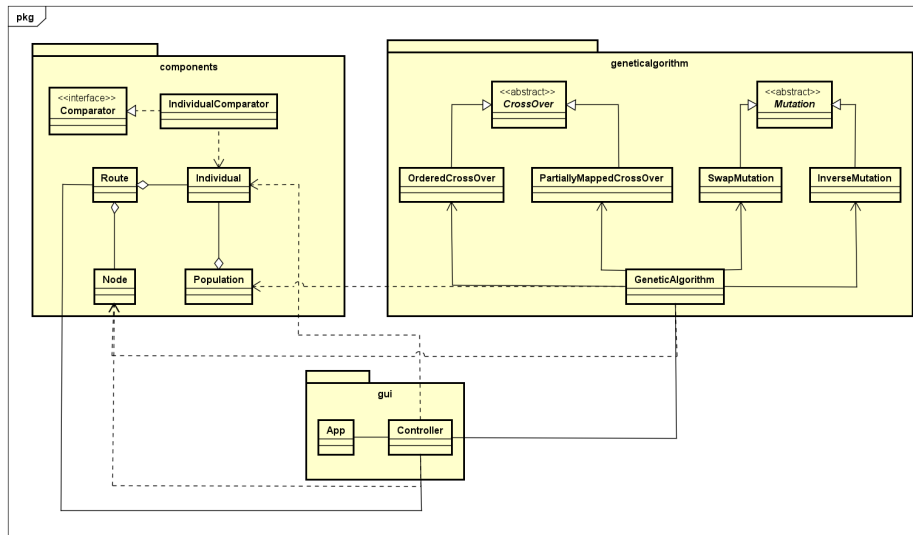 pkg
components
geneticalgorithm
<<interface>>
Comparator
IndividualComparator
<<abstract>>
CrossOver
<<abstract>>
Mutation
Route
Individual
OrderedCrossOver
PartiallyMappedCrossOver
SwapMutation
InverseMutation
Node
Population
GeneticAlgorithm
gui
App
Controller